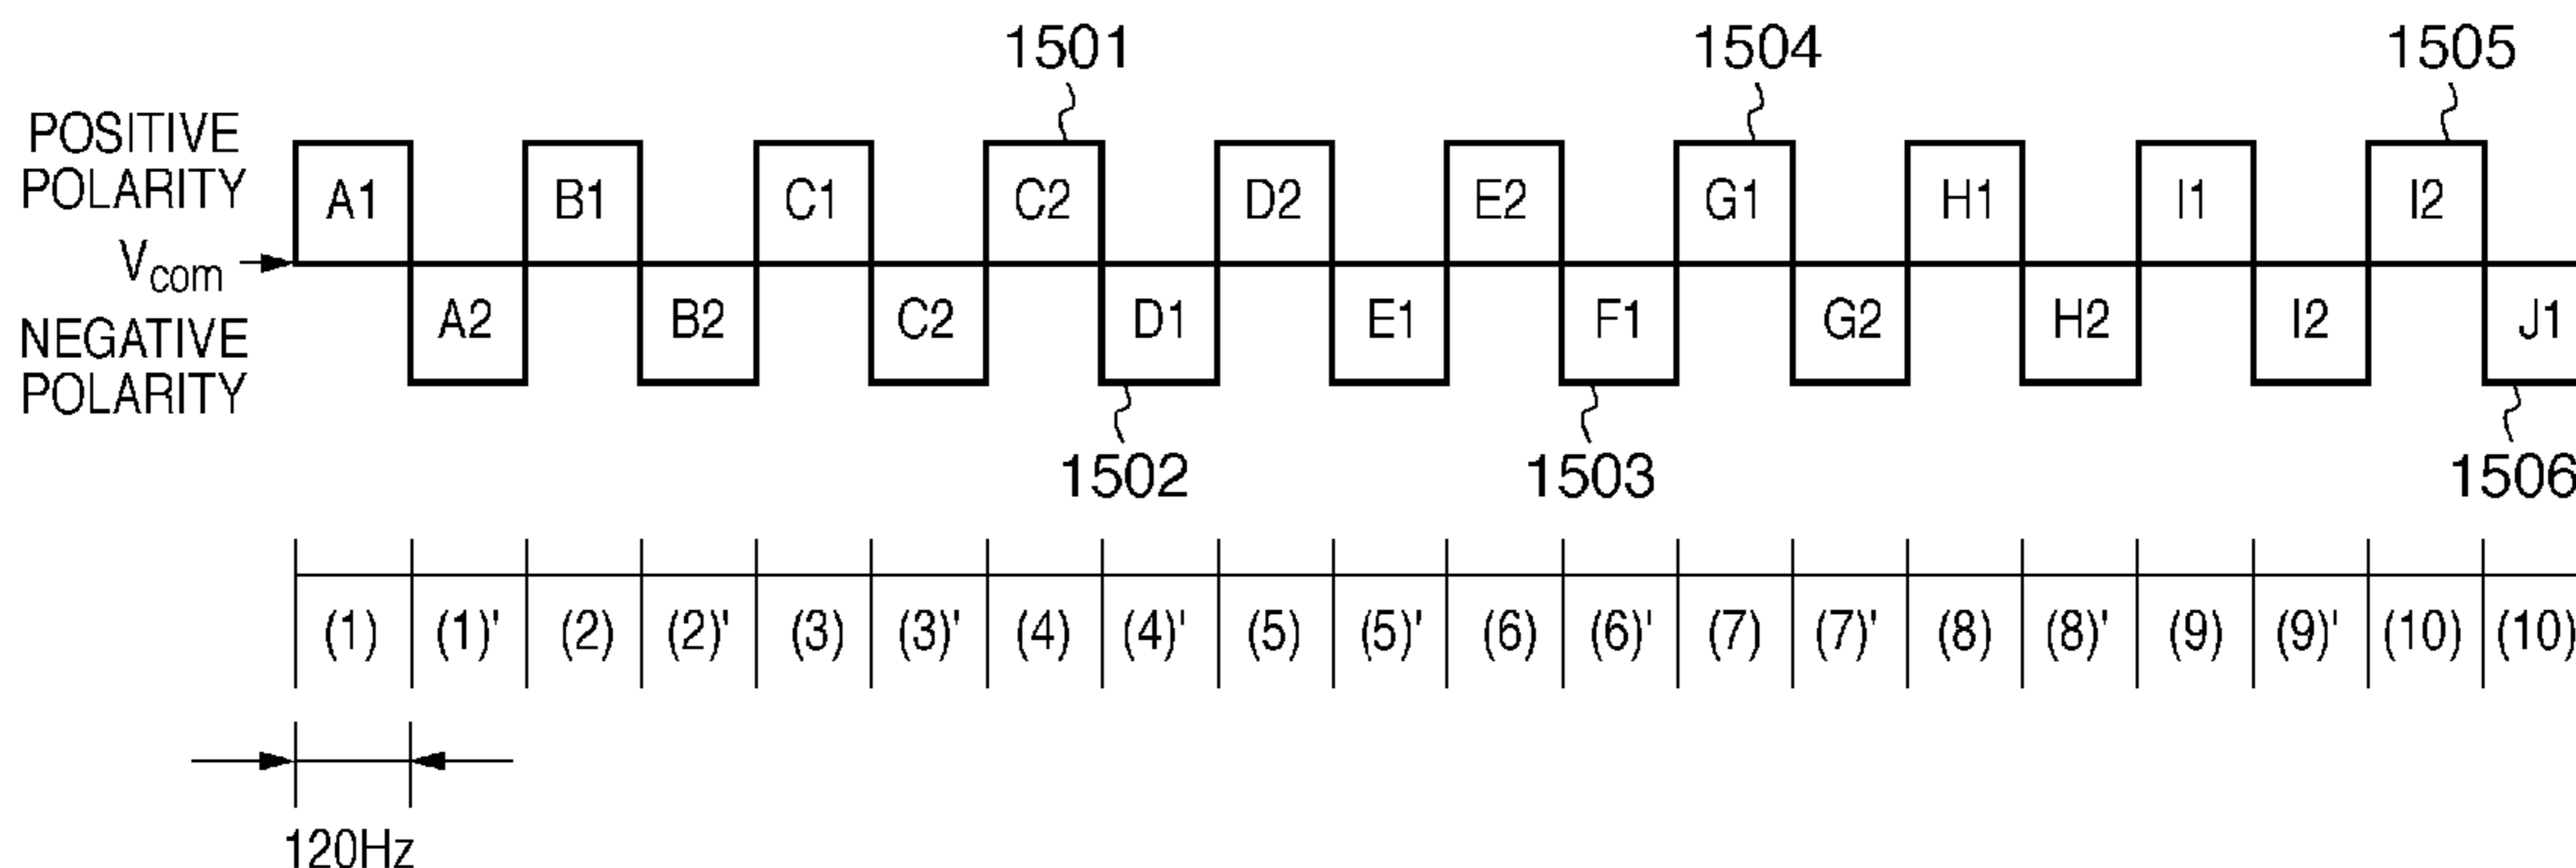 1501 1504 1505
POSITIVE
POLARITY
A1 B1 C1 C2 D2 E2 G1 H1 I1 I2
Vcom
A2 B2 C2 D1 E1 F1 G2 H2 I2 J1
NEGATIVE
POLARITY
1502 1503 1506
(1) (1)' (2) (2)' (3) (3)' (4) (4)' (5) (5)' (6) (6)' (7) (7)' (8) (8)' (9) (9)' (10) (10)'
120Hz